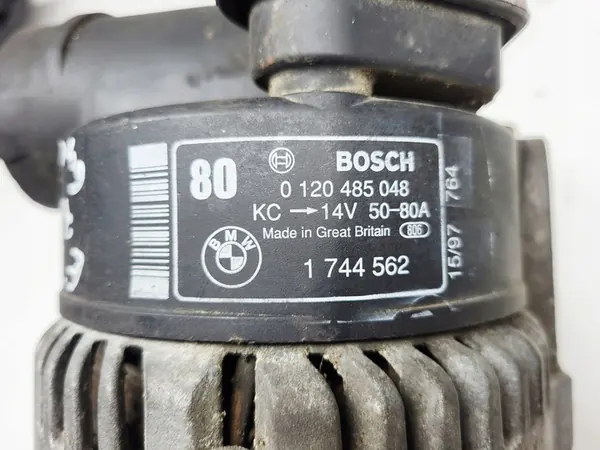 80
BOSCH
0 120 485 048
KC → 14V 50-80A
Made in Great Britain 806
BMW
1 744 562
15/97 764